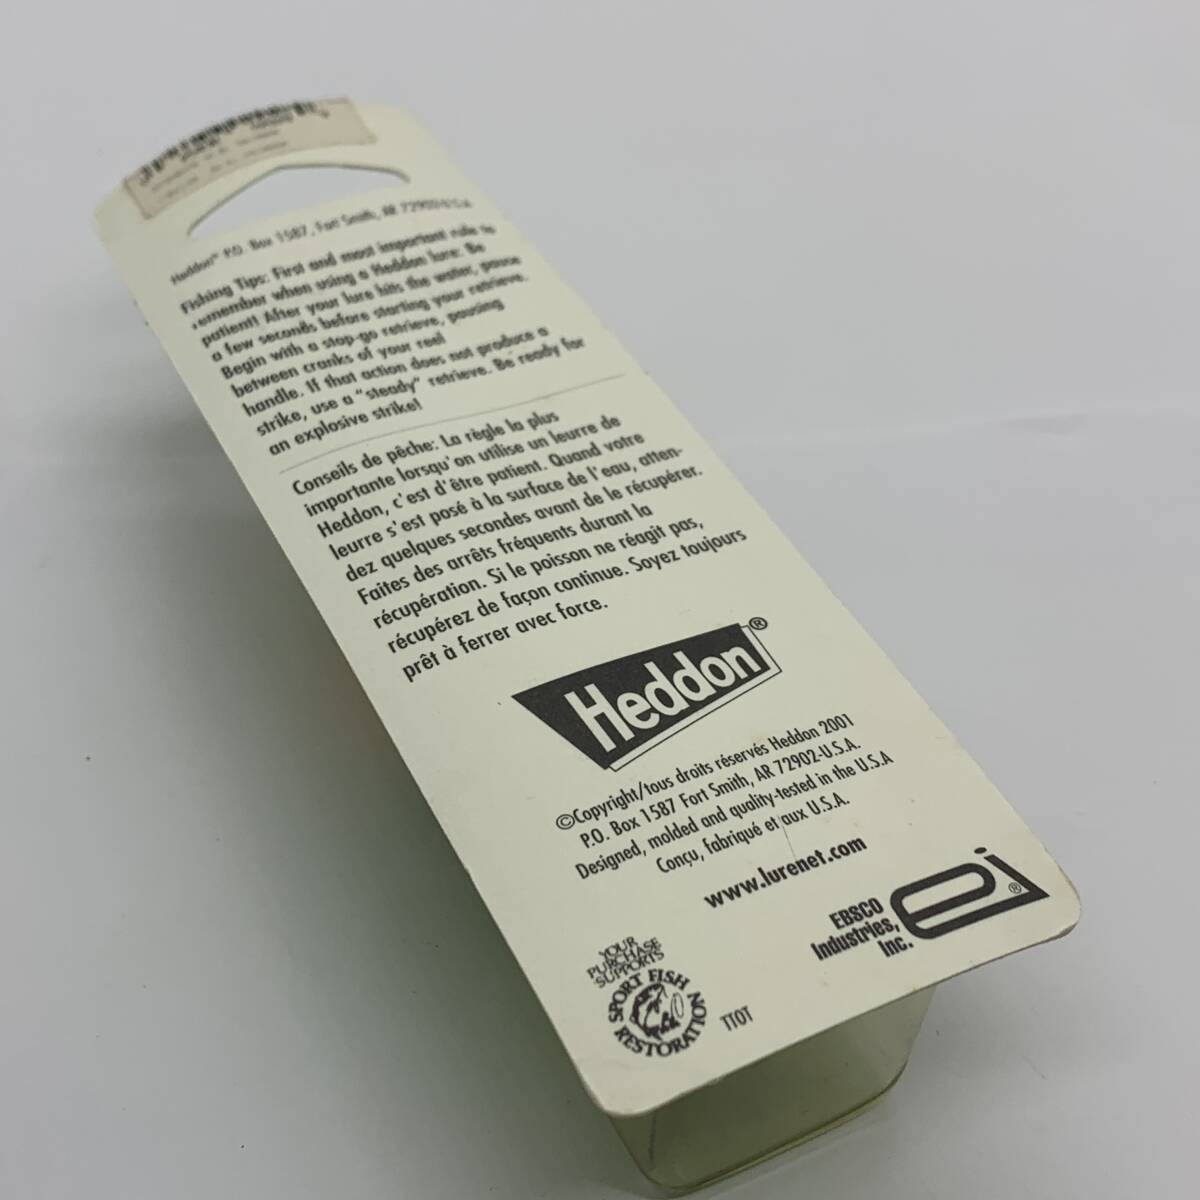 Heddon™ P.O. Box 1587, Fort Smith, AR 72902-U.S.A.
Fishing Tips: First and most important rule to
remember when using a Heddon lure: Be
patient! After your lure hits the water, pause
a few seconds before starting your retrieve.
Begin with a stop-go retrieve, pausing
between cranks of your reel
handle. If that action does not produce a
strike, use a "steady" retrieve. Be ready for
an explosive strike!
Conseils de pêche: La règle la plus
importante lorsqu'on utilise un leurre de
Heddon, c'est d'être patient. Quand votre
leurre s'est posé à la surface de l'eau, atten-
dez quelques secondes avant de le récupérer.
Faites des arrêts fréquents durant la
récupération. Si le poisson ne réagit pas,
récupérez de façon continue. Soyez toujours
prêt à ferrer avec force.
Heddon®
©Copyright/tous droits réservés Heddon 2001
P.O. Box 1587 Fort Smith, AR 72902-U.S.A.
Designed, molded and quality-tested in the U.S.A
Conçu, fabriqué et aux U.S.A.
www.lurenet.com
EBSCO
Industries,
Inc.
ei®
YOUR
PURCHASE
SUPPORTS
SPORT FISH
RESTORATION
TTOT